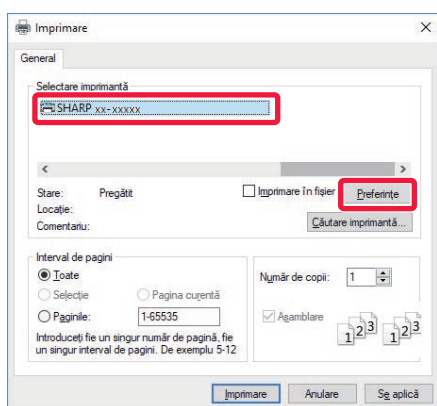 Imprimare
General
Selectare imprimantă
SHARP xx-xxxxx
Stare: Pregătit
Imprimare în fișier
Preferințe
Locație:
Comentariu:
Căutare imprimantă...
Interval de pagini
Toate
Selecție
Pagina curentă
Paginile:
1-65535
Introduceți fie un singur număr de pagină, fie
un singur interval de pagini. De exemplu 5-12
Număr de copii: 1
Asamblare
1 2 3 1 2 3
Imprimare Anulare Se aplică